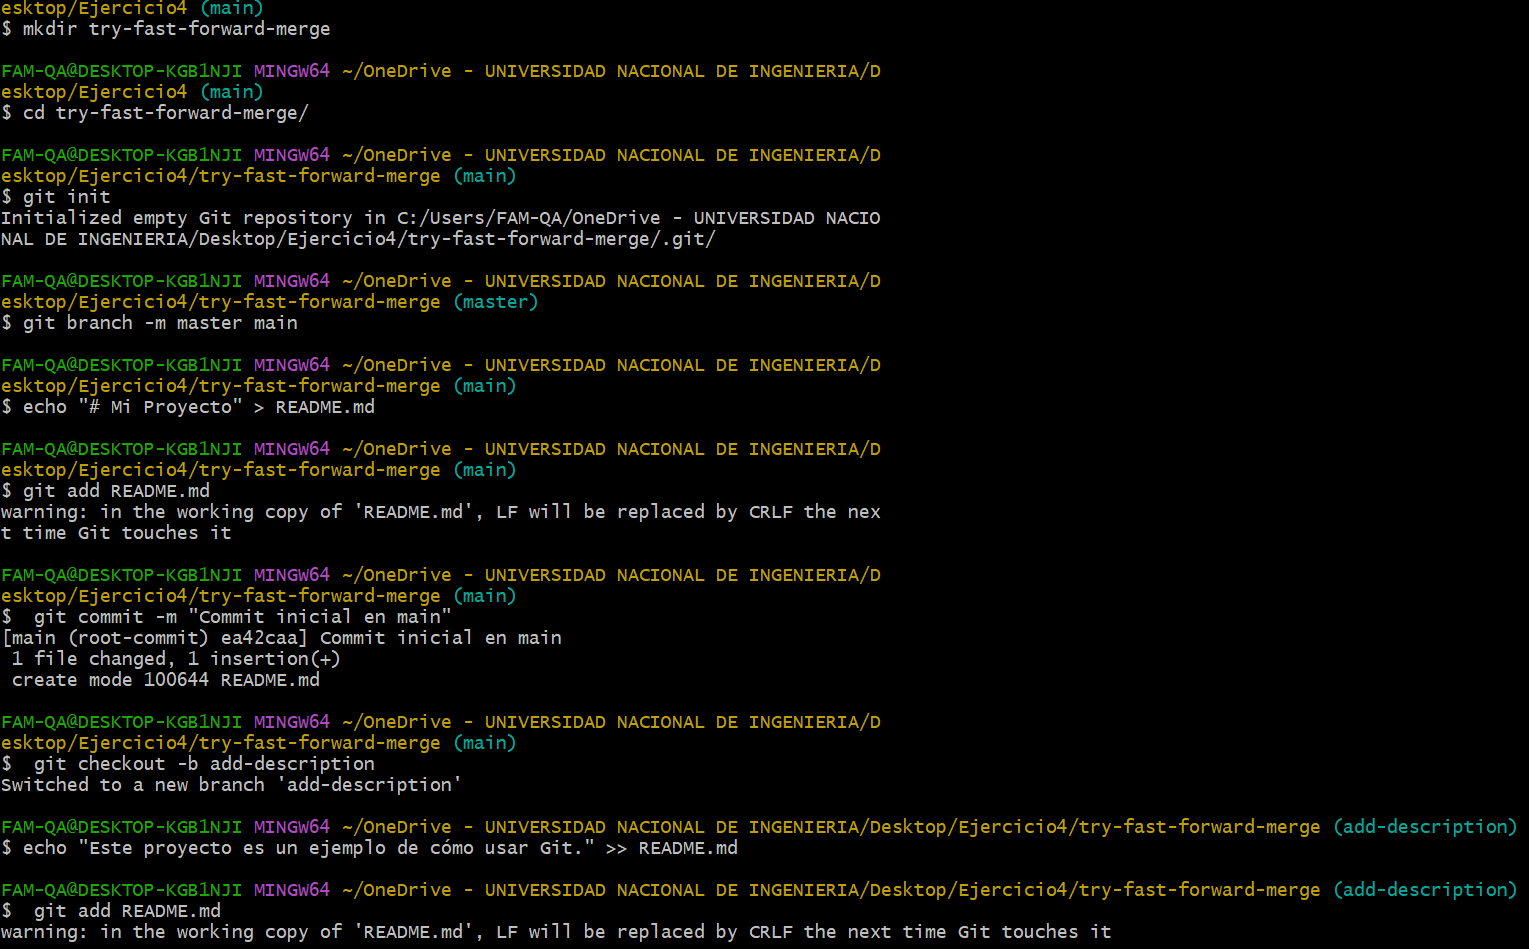 esktop/Ejercicio4 (main)
$ mkdir try-fast-forward-merge
FAM-QA@DESKTOP-KGB1NJI MINGW64 ~/OneDrive - UNIVERSIDAD NACIONAL DE INGENIERIA/D
esktop/Ejercicio4 (main)
$ cd try-fast-forward-merge/
FAM-QA@DESKTOP-KGB1NJI MINGW64 ~/OneDrive - UNIVERSIDAD NACIONAL DE INGENIERIA/D
esktop/Ejercicio4/try-fast-forward-merge (main)
$ git init
Initialized empty Git repository in C:/Users/FAM-QA/OneDrive - UNIVERSIDAD NACIO
NAL DE INGENIERIA/Desktop/Ejercicio4/try-fast-forward-merge/.git/
FAM-QA@DESKTOP-KGB1NJI MINGW64 ~/OneDrive - UNIVERSIDAD NACIONAL DE INGENIERIA/D
esktop/Ejercicio4/try-fast-forward-merge (master)
$ git branch -m master main
FAM-QA@DESKTOP-KGB1NJI MINGW64 ~/OneDrive - UNIVERSIDAD NACIONAL DE INGENIERIA/D
esktop/Ejercicio4/try-fast-forward-merge (main)
$ echo "# Mi Proyecto" > README.md
FAM-QA@DESKTOP-KGB1NJI MINGW64 ~/OneDrive - UNIVERSIDAD NACIONAL DE INGENIERIA/D
esktop/Ejercicio4/try-fast-forward-merge (main)
$ git add README.md
warning: in the working copy of 'README.md', LF will be replaced by CRLF the nex
t time Git touches it
FAM-QA@DESKTOP-KGB1NJI MINGW64 ~/OneDrive - UNIVERSIDAD NACIONAL DE INGENIERIA/D
esktop/Ejercicio4/try-fast-forward-merge (main)
$  git commit -m "Commit inicial en main"
[main (root-commit) ea42caa] Commit inicial en main
 1 file changed, 1 insertion(+)
 create mode 100644 README.md
FAM-QA@DESKTOP-KGB1NJI MINGW64 ~/OneDrive - UNIVERSIDAD NACIONAL DE INGENIERIA/D
esktop/Ejercicio4/try-fast-forward-merge (main)
$  git checkout -b add-description
Switched to a new branch 'add-description'
FAM-QA@DESKTOP-KGB1NJI MINGW64 ~/OneDrive - UNIVERSIDAD NACIONAL DE INGENIERIA/Desktop/Ejercicio4/try-fast-forward-merge (add-description)
$ echo "Este proyecto es un ejemplo de cómo usar Git." >> README.md
FAM-QA@DESKTOP-KGB1NJI MINGW64 ~/OneDrive - UNIVERSIDAD NACIONAL DE INGENIERIA/Desktop/Ejercicio4/try-fast-forward-merge (add-description)
$  git add README.md
warning: in the working copy of 'README.md', LF will be replaced by CRLF the next time Git touches it